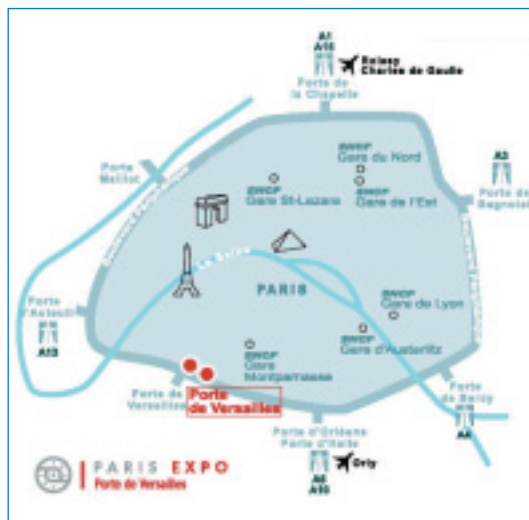 A1
Roissy
Charles de Gaulle
Porte de
la Chapelle
Porte
Maillot
SNCF
Gare du Nord
SNCF
Gare St-Lazare
SNCF
Gare de l'Est
A3
Porte de
Bagnolet
La Seine
PARIS
Gare de Lyon
SNCF
Gare d'Austerlitz
Porte
d'Auteuil
A13
SNCF
Gare
Montparnasse
Porte de
Versailles
Porte
de Versailles
Porte
de Bercy
A4
Porte d'Orléans
Porte d'Italie
Orly
A6
A10
PARIS EXPO
Porte de Versailles